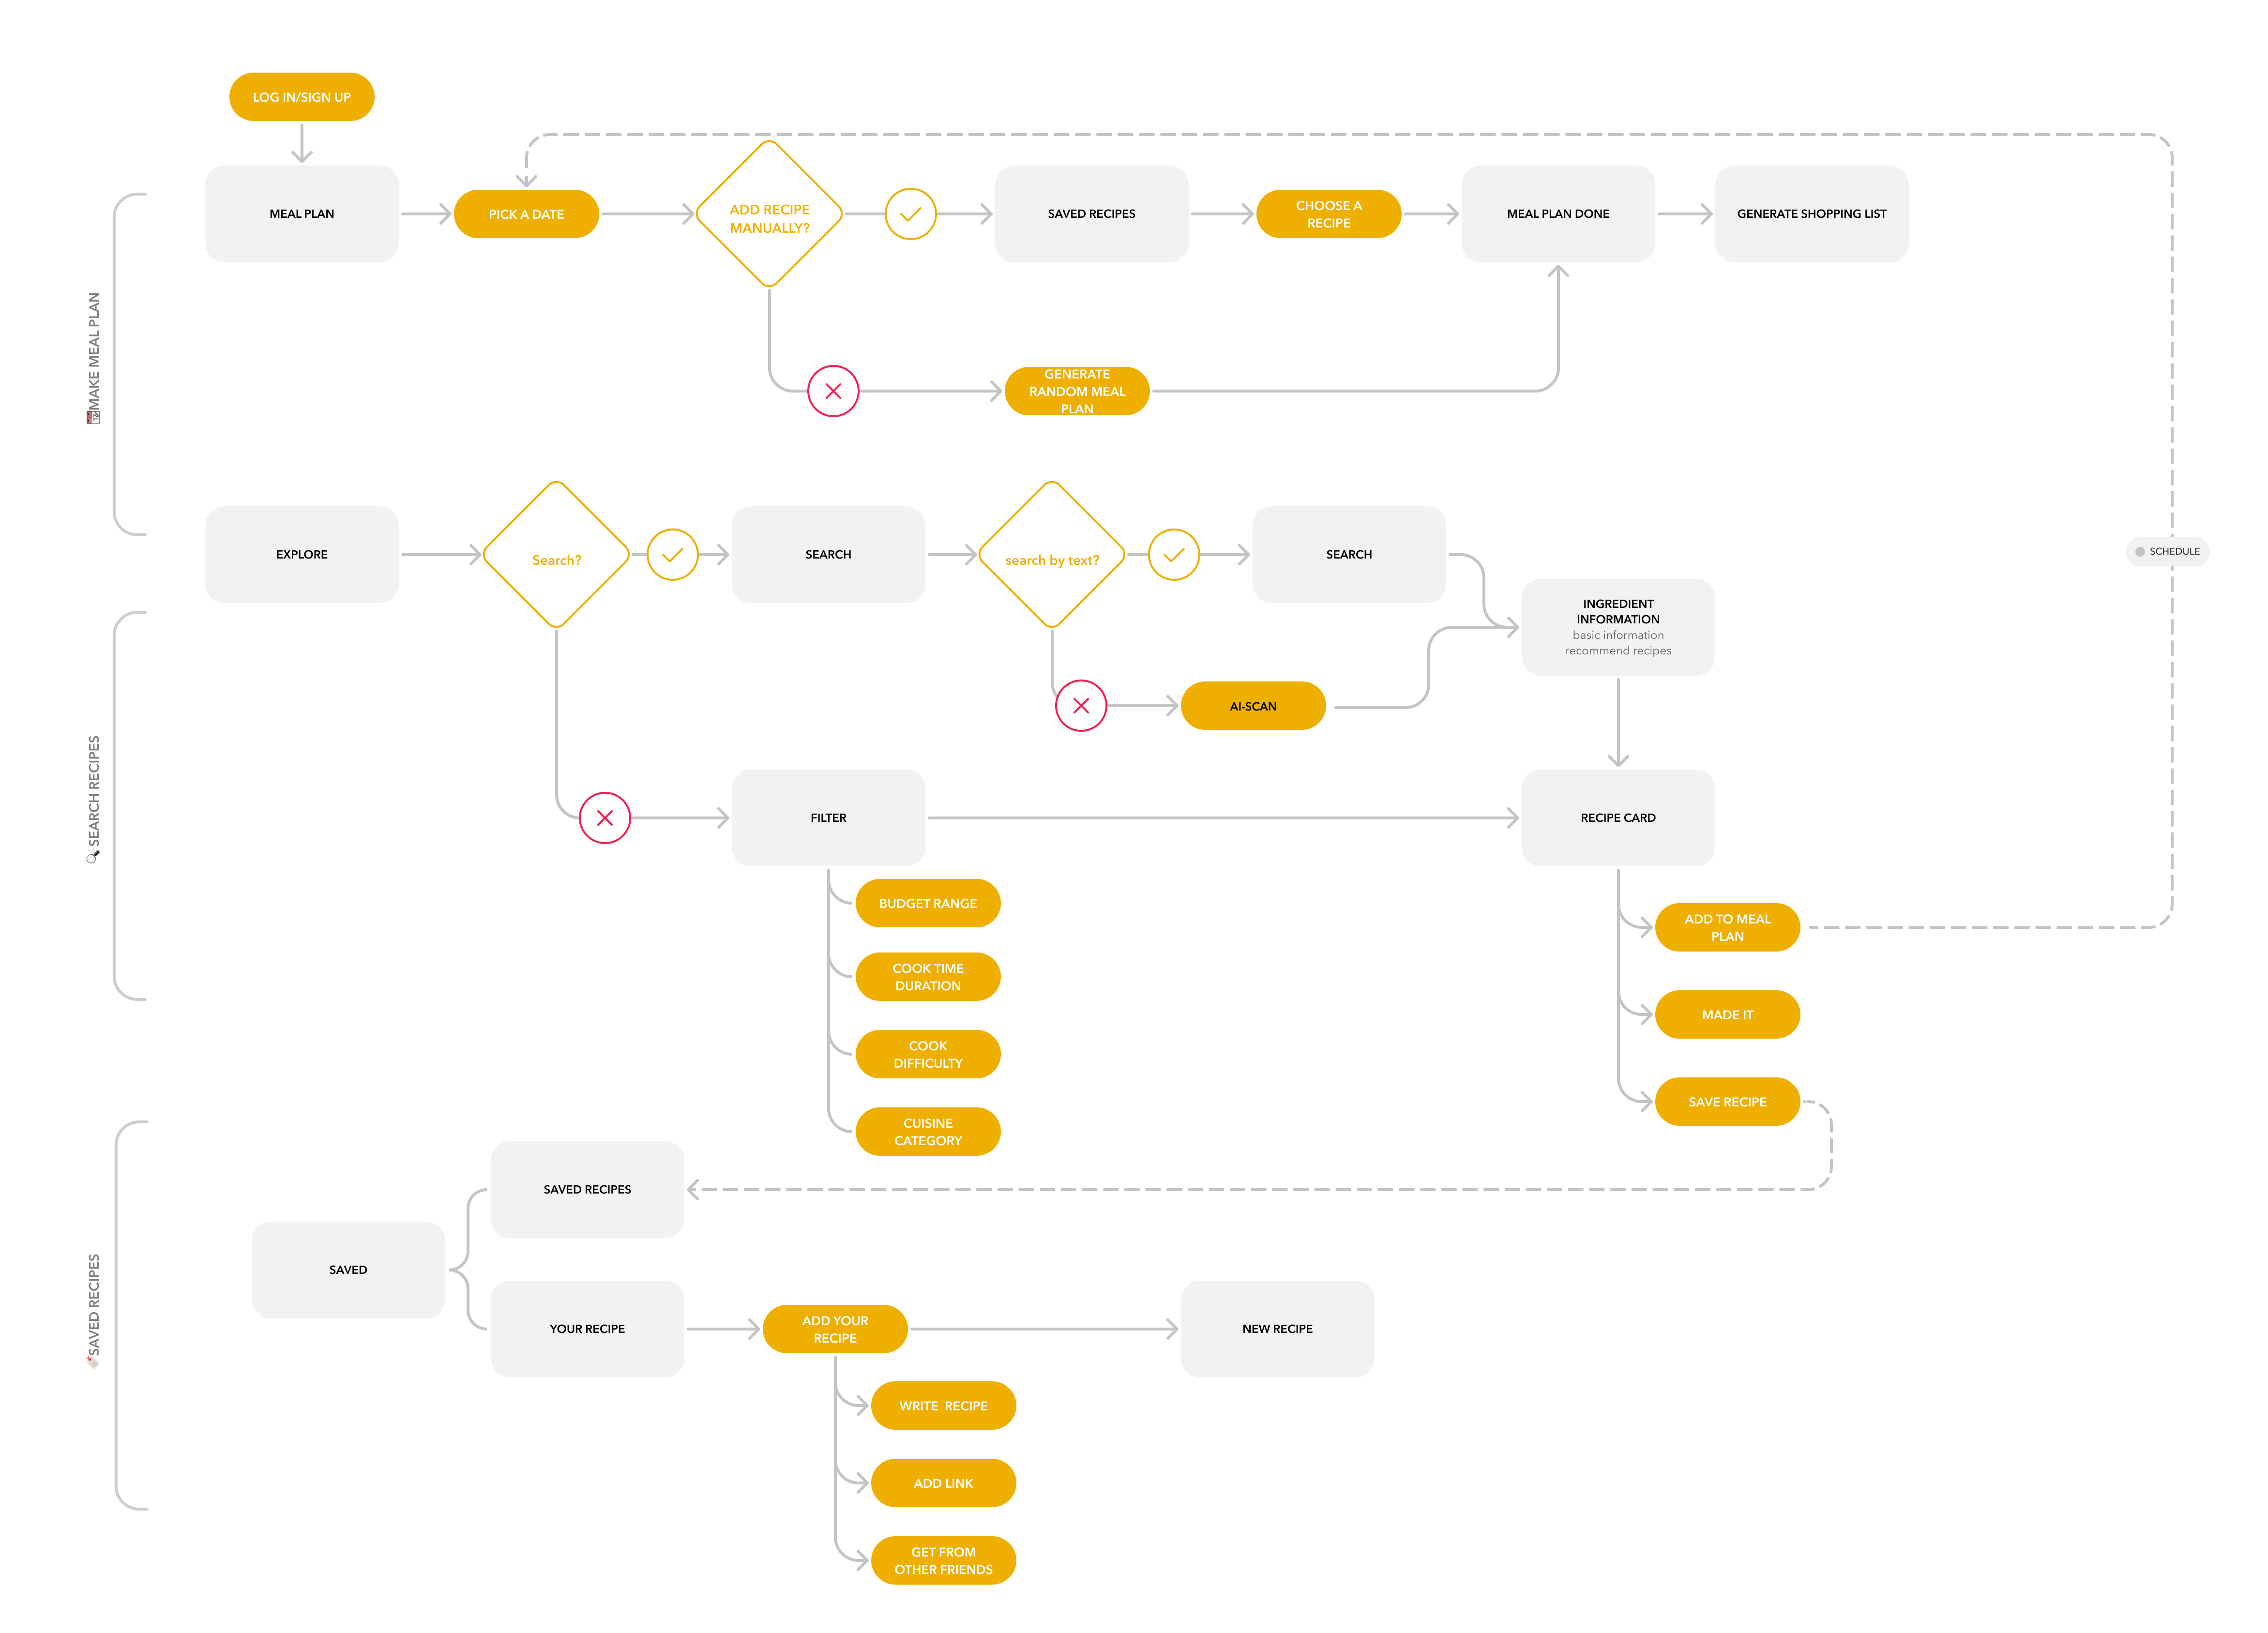 LOG IN/SIGN UP
MAKE MEAL PLAN
MEAL PLAN
PICK A DATE
ADD RECIPE
MANUALLY?
SAVED RECIPES
CHOOSE A
RECIPE
MEAL PLAN DONE
GENERATE SHOPPING LIST
GENERATE
RANDOM MEAL
PLAN
SEARCH RECIPES
EXPLORE
Search?
SEARCH
search by text?
SEARCH
SCHEDULE
INGREDIENT
INFORMATION
basic information
recommend recipes
AI-SCAN
FILTER
RECIPE CARD
BUDGET RANGE
COOK TIME
DURATION
COOK
DIFFICULTY
CUISINE
CATEGORY
ADD TO MEAL
PLAN
MADE IT
SAVE RECIPE
SAVED RECIPES
SAVED
SAVED RECIPES
YOUR RECIPE
ADD YOUR
RECIPE
NEW RECIPE
WRITE  RECIPE
ADD LINK
GET FROM
OTHER FRIENDS